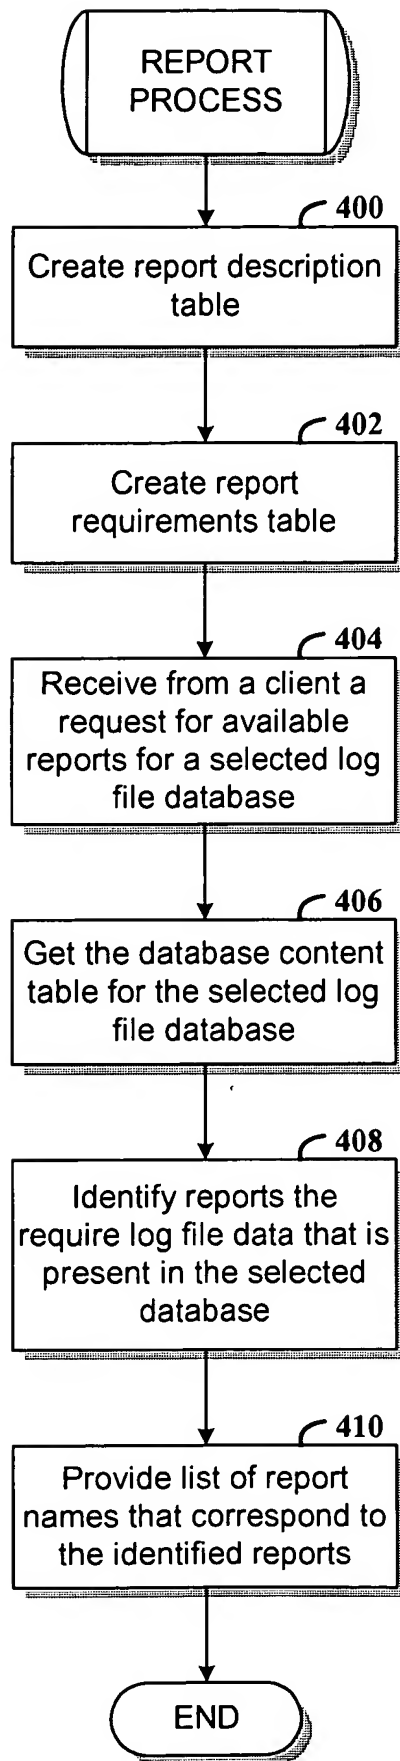 REPORT
PROCESS
400
Create report description
table
402
Create report
requirements table
404
Receive from a client a
request for available
reports for a selected log
file database
406
Get the database content
table for the selected log
file database
408
Identify reports the
require log file data that is
present in the selected
database
410
Provide list of report
names that correspond to
the identified reports
END